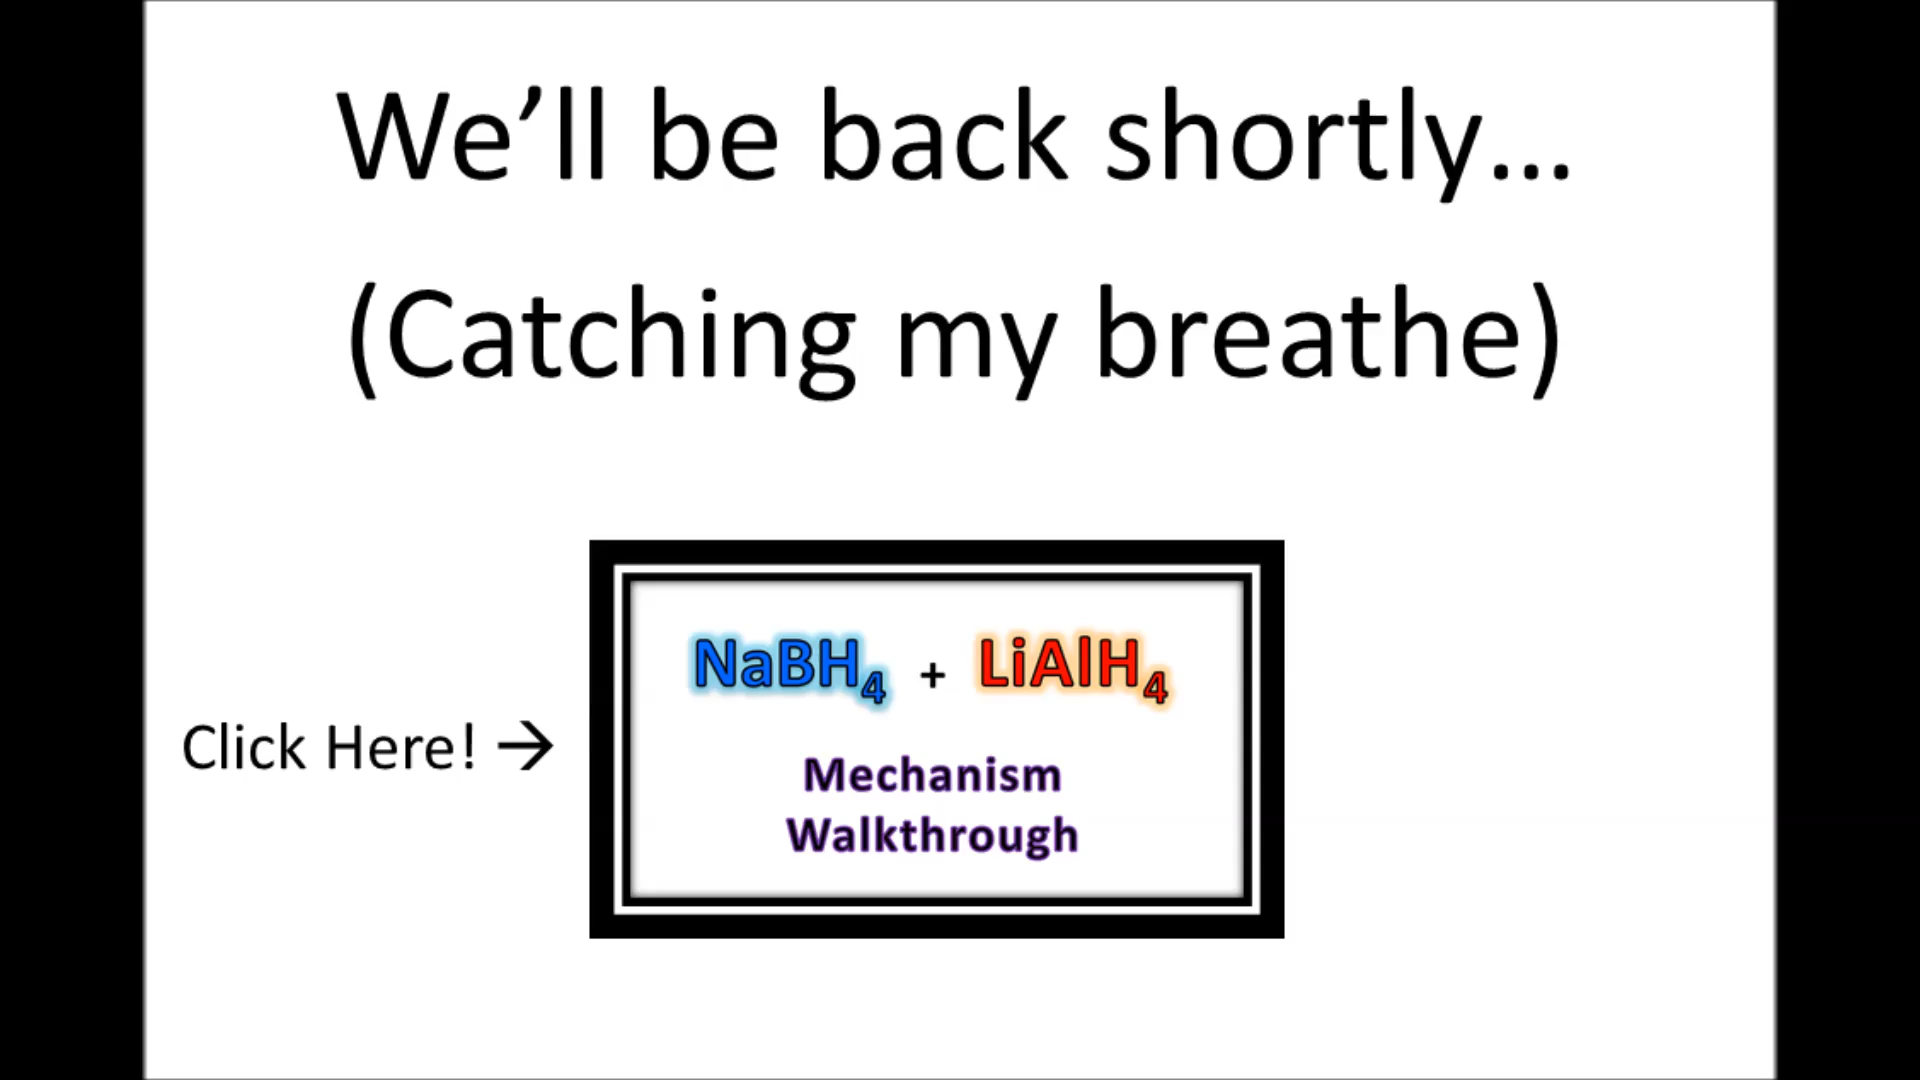 We’ll be back shortly…
(Catching my breathe)
NaBH₄ + LiAlH₄
Click Here! →
Mechanism
Walkthrough